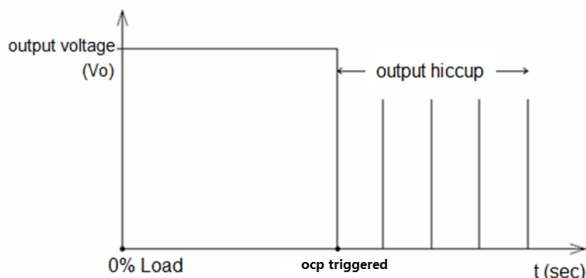 output voltage
(Vo)
output hiccup
0% Load
ocp triggered
t (sec)